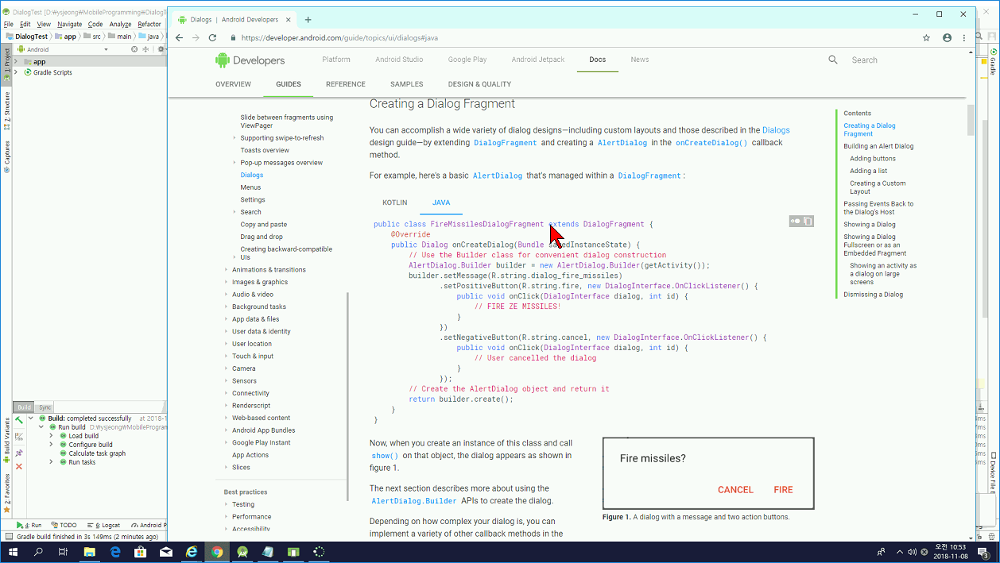 DialogTest [D:₩ysjeong₩MobileProgramming₩DialogT
File Edit View Navigate Code Analyze Refactor
DialogTest app src main java
Android
1: Project
app
Gradle Scripts
Z: Structure
Captures
Build Variants
2: Favorites
Gradle
Device File E
Dialogs | Android Developers
https://developer.android.com/guide/topics/ui/dialogs#java
Developers
Platform Android Studio Google Play Android Jetpack Docs News
Search
OVERVIEW GUIDES REFERENCE SAMPLES DESIGN & QUALITY
Slide between fragments using
ViewPager
Supporting swipe-to-refresh
Toasts overview
Pop-up messages overview
Dialogs
Menus
Settings
Search
Copy and paste
Drag and drop
Creating backward-compatible
UIs
Animations & transitions
Images & graphics
Audio & video
Background tasks
App data & files
User data & identity
User location
Touch & input
Camera
Sensors
Connectivity
Renderscript
Web-based content
Android App Bundles
Google Play Instant
App Actions
Slices
Best practices
Testing
Performance
Accessibility
Creating a Dialog Fragment
You can accomplish a wide variety of dialog designs—including custom layouts and those described in the Dialogs
design guide—by extending DialogFragment and creating a AlertDialog in the onCreateDialog() callback
method.
For example, here's a basic AlertDialog that's managed within a DialogFragment:
KOTLIN JAVA
public class FireMissilesDialogFragment extends DialogFragment {
@Override
public Dialog onCreateDialog(Bundle savedInstanceState) {
// Use the Builder class for convenient dialog construction
AlertDialog.Builder builder = new AlertDialog.Builder(getActivity());
builder.setMessage(R.string.dialog_fire_missiles)
.setPositiveButton(R.string.fire, new DialogInterface.OnClickListener() {
public void onClick(DialogInterface dialog, int id) {
// FIRE ZE MISSILES!
}
})
.setNegativeButton(R.string.cancel, new DialogInterface.OnClickListener() {
public void onClick(DialogInterface dialog, int id) {
// User cancelled the dialog
}
});
// Create the AlertDialog object and return it
return builder.create();
}
}
Now, when you create an instance of this class and call
show() on that object, the dialog appears as shown in
figure 1.
The next section describes more about using the
AlertDialog.Builder APIs to create the dialog.
Depending on how complex your dialog is, you can
implement a variety of other callback methods in the
Fire missiles?
CANCEL FIRE
Figure 1. A dialog with a message and two action buttons.
Contents
Creating a Dialog
Fragment
Building an Alert Dialog
Adding buttons
Adding a list
Creating a Custom
Layout
Passing Events Back to
the Dialog's Host
Showing a Dialog
Showing a Dialog
Fullscreen or as an
Embedded Fragment
Showing an activity as
a dialog on large
screens
Dismissing a Dialog
Build Sync
Build: completed successfully at 2018-1
Run build D:₩ysjeong₩MobileProgram
Load build
Configure build
Calculate task graph
Run tasks
4: Run TODO 6: Logcat Android P
Gradle build finished in 3s 149ms (2 minutes ago)
오전 10:53
2018-11-08
3